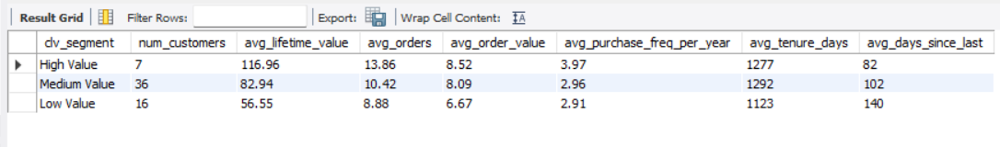 Result Grid Filter Rows: Export: Wrap Cell Content:
clv_segment num_customers avg_lifetime_value avg_orders avg_order_value avg_purchase_freq_per_year avg_tenure_days avg_days_since_last
High Value 7 116.96 13.86 8.52 3.97 1277 82
Medium Value 36 82.94 10.42 8.09 2.96 1292 102
Low Value 16 56.55 8.88 6.67 2.91 1123 140